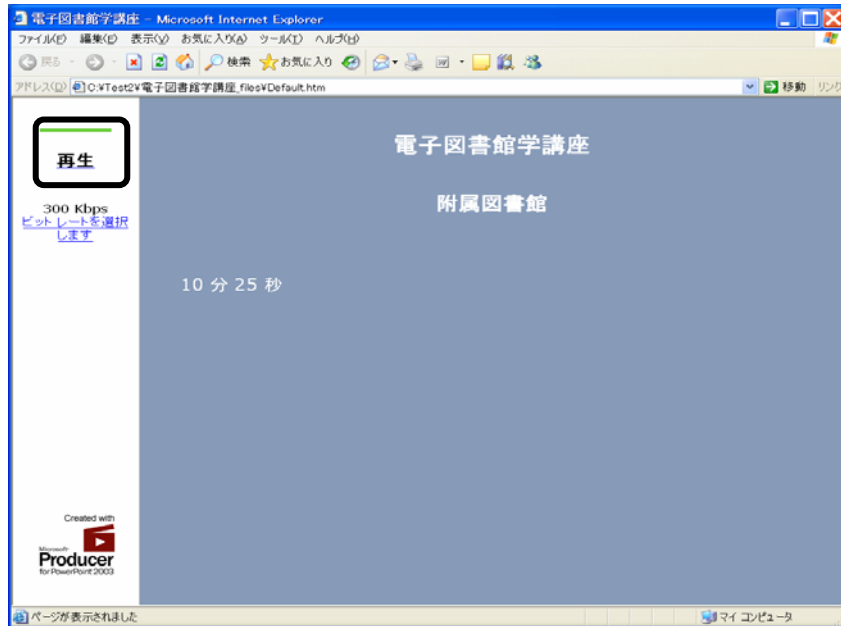 電子図書館学講座 - Microsoft Internet Explorer
ファイル(F) 編集(E) 表示(V) お気に入り(A) ツール(T) ヘルプ(H)
戻る 検索 お気に入り
アドレス(D) C:¥Test2¥電子図書館学講座_files¥Default.htm 移動 リンク
再生
300 Kbps
ビット レートを選択
します
電子図書館学講座
附属図書館
10 分 25 秒
Created with
Microsoft
Producer
for PowerPoint 2003
ページが表示されました マイ コンピュータ